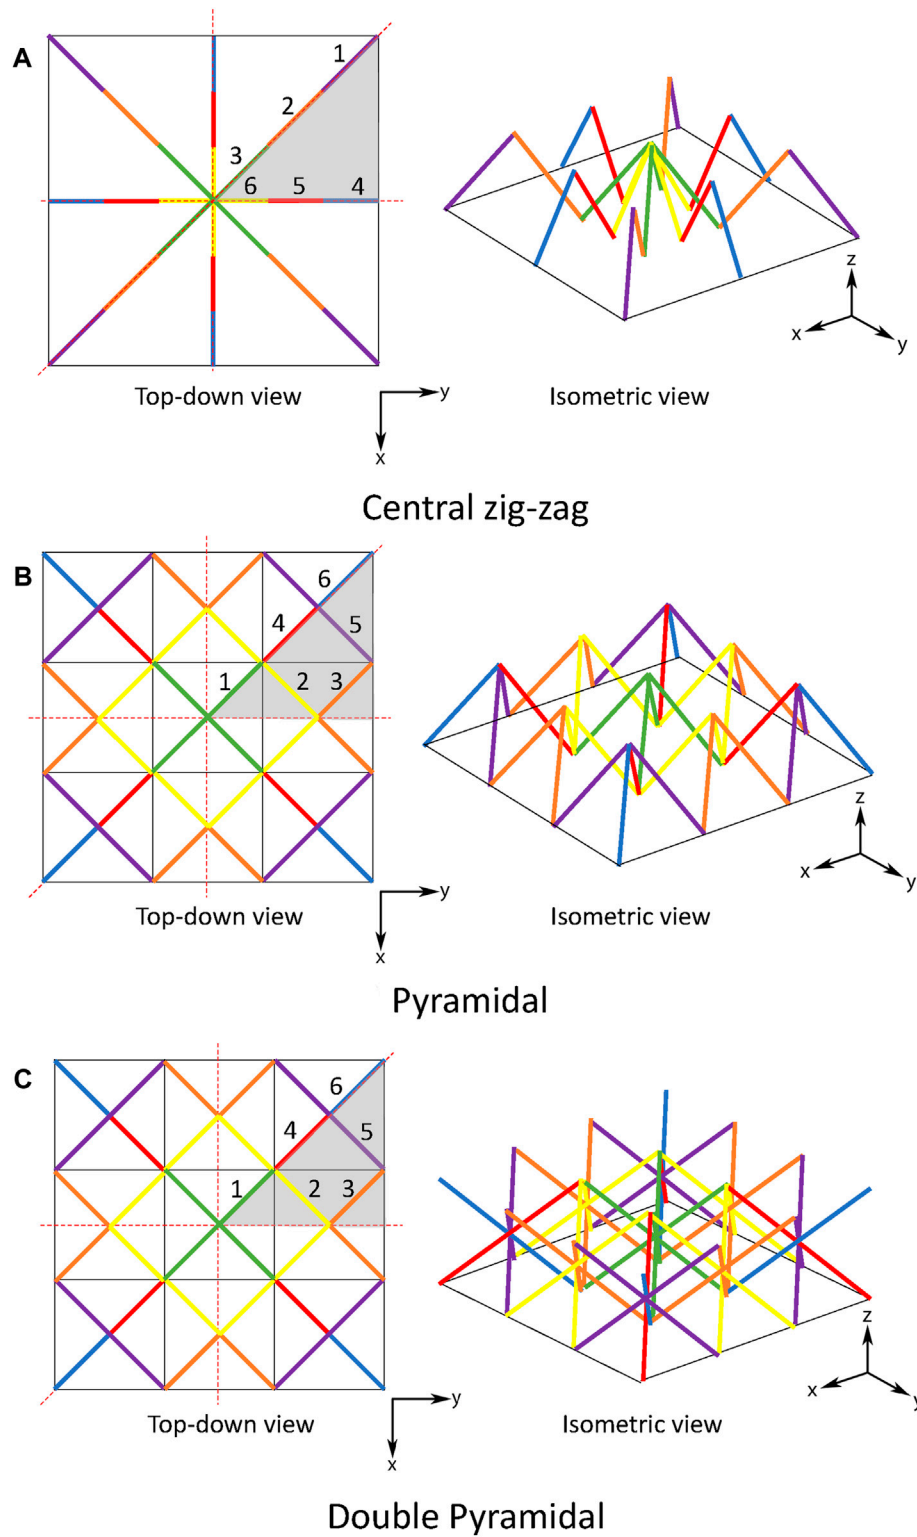 A
1
2
3
6 5 4
z
x
y
Top-down view
y
x
Isometric view
Central zig-zag
B
6
4
5
1
2 3
z
x
y
Top-down view
y
x
Isometric view
Pyramidal
C
6
4
5
1
2 3
z
x
y
Top-down view
y
x
Isometric view
Double Pyramidal